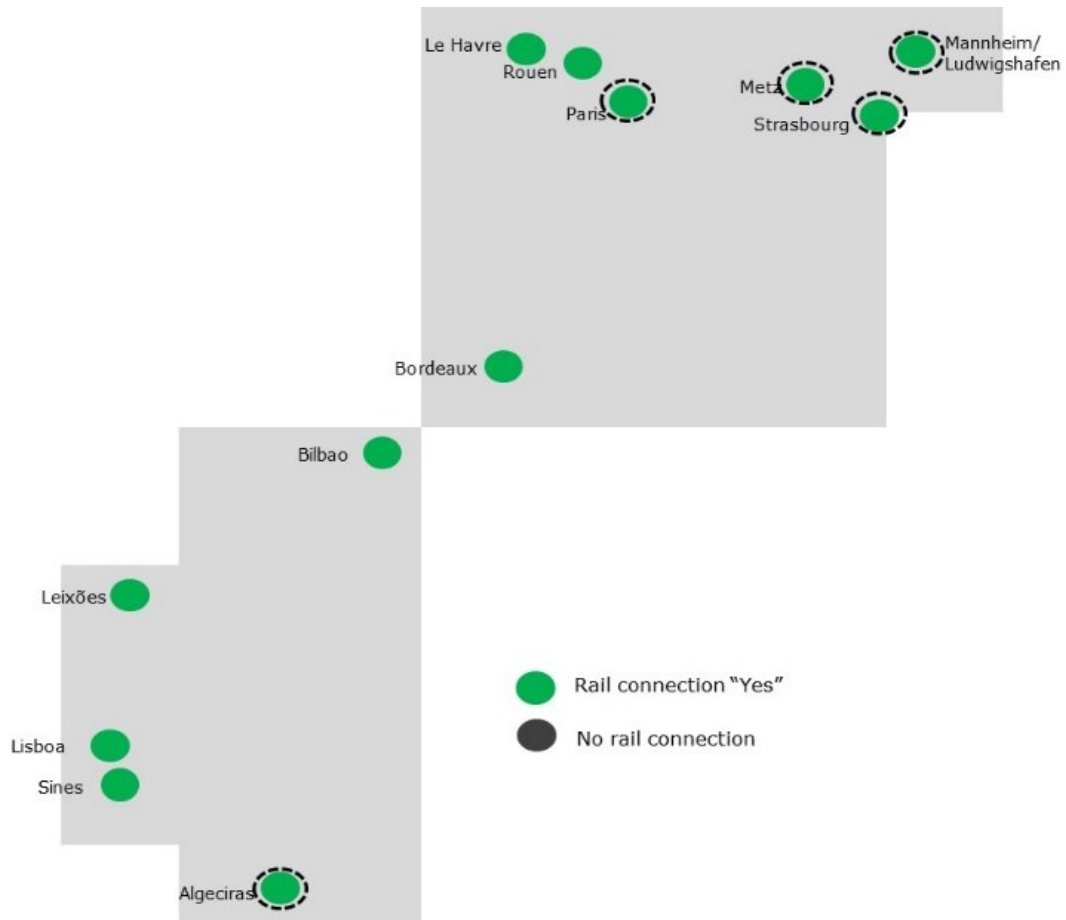 Le Havre
Rouen
Paris
Metz
Strasbourg
Mannheim/
Ludwigshafen
Bordeaux
Bilbao
Leixões
Lisboa
Sines
Algeciras
Rail connection “Yes”
No rail connection